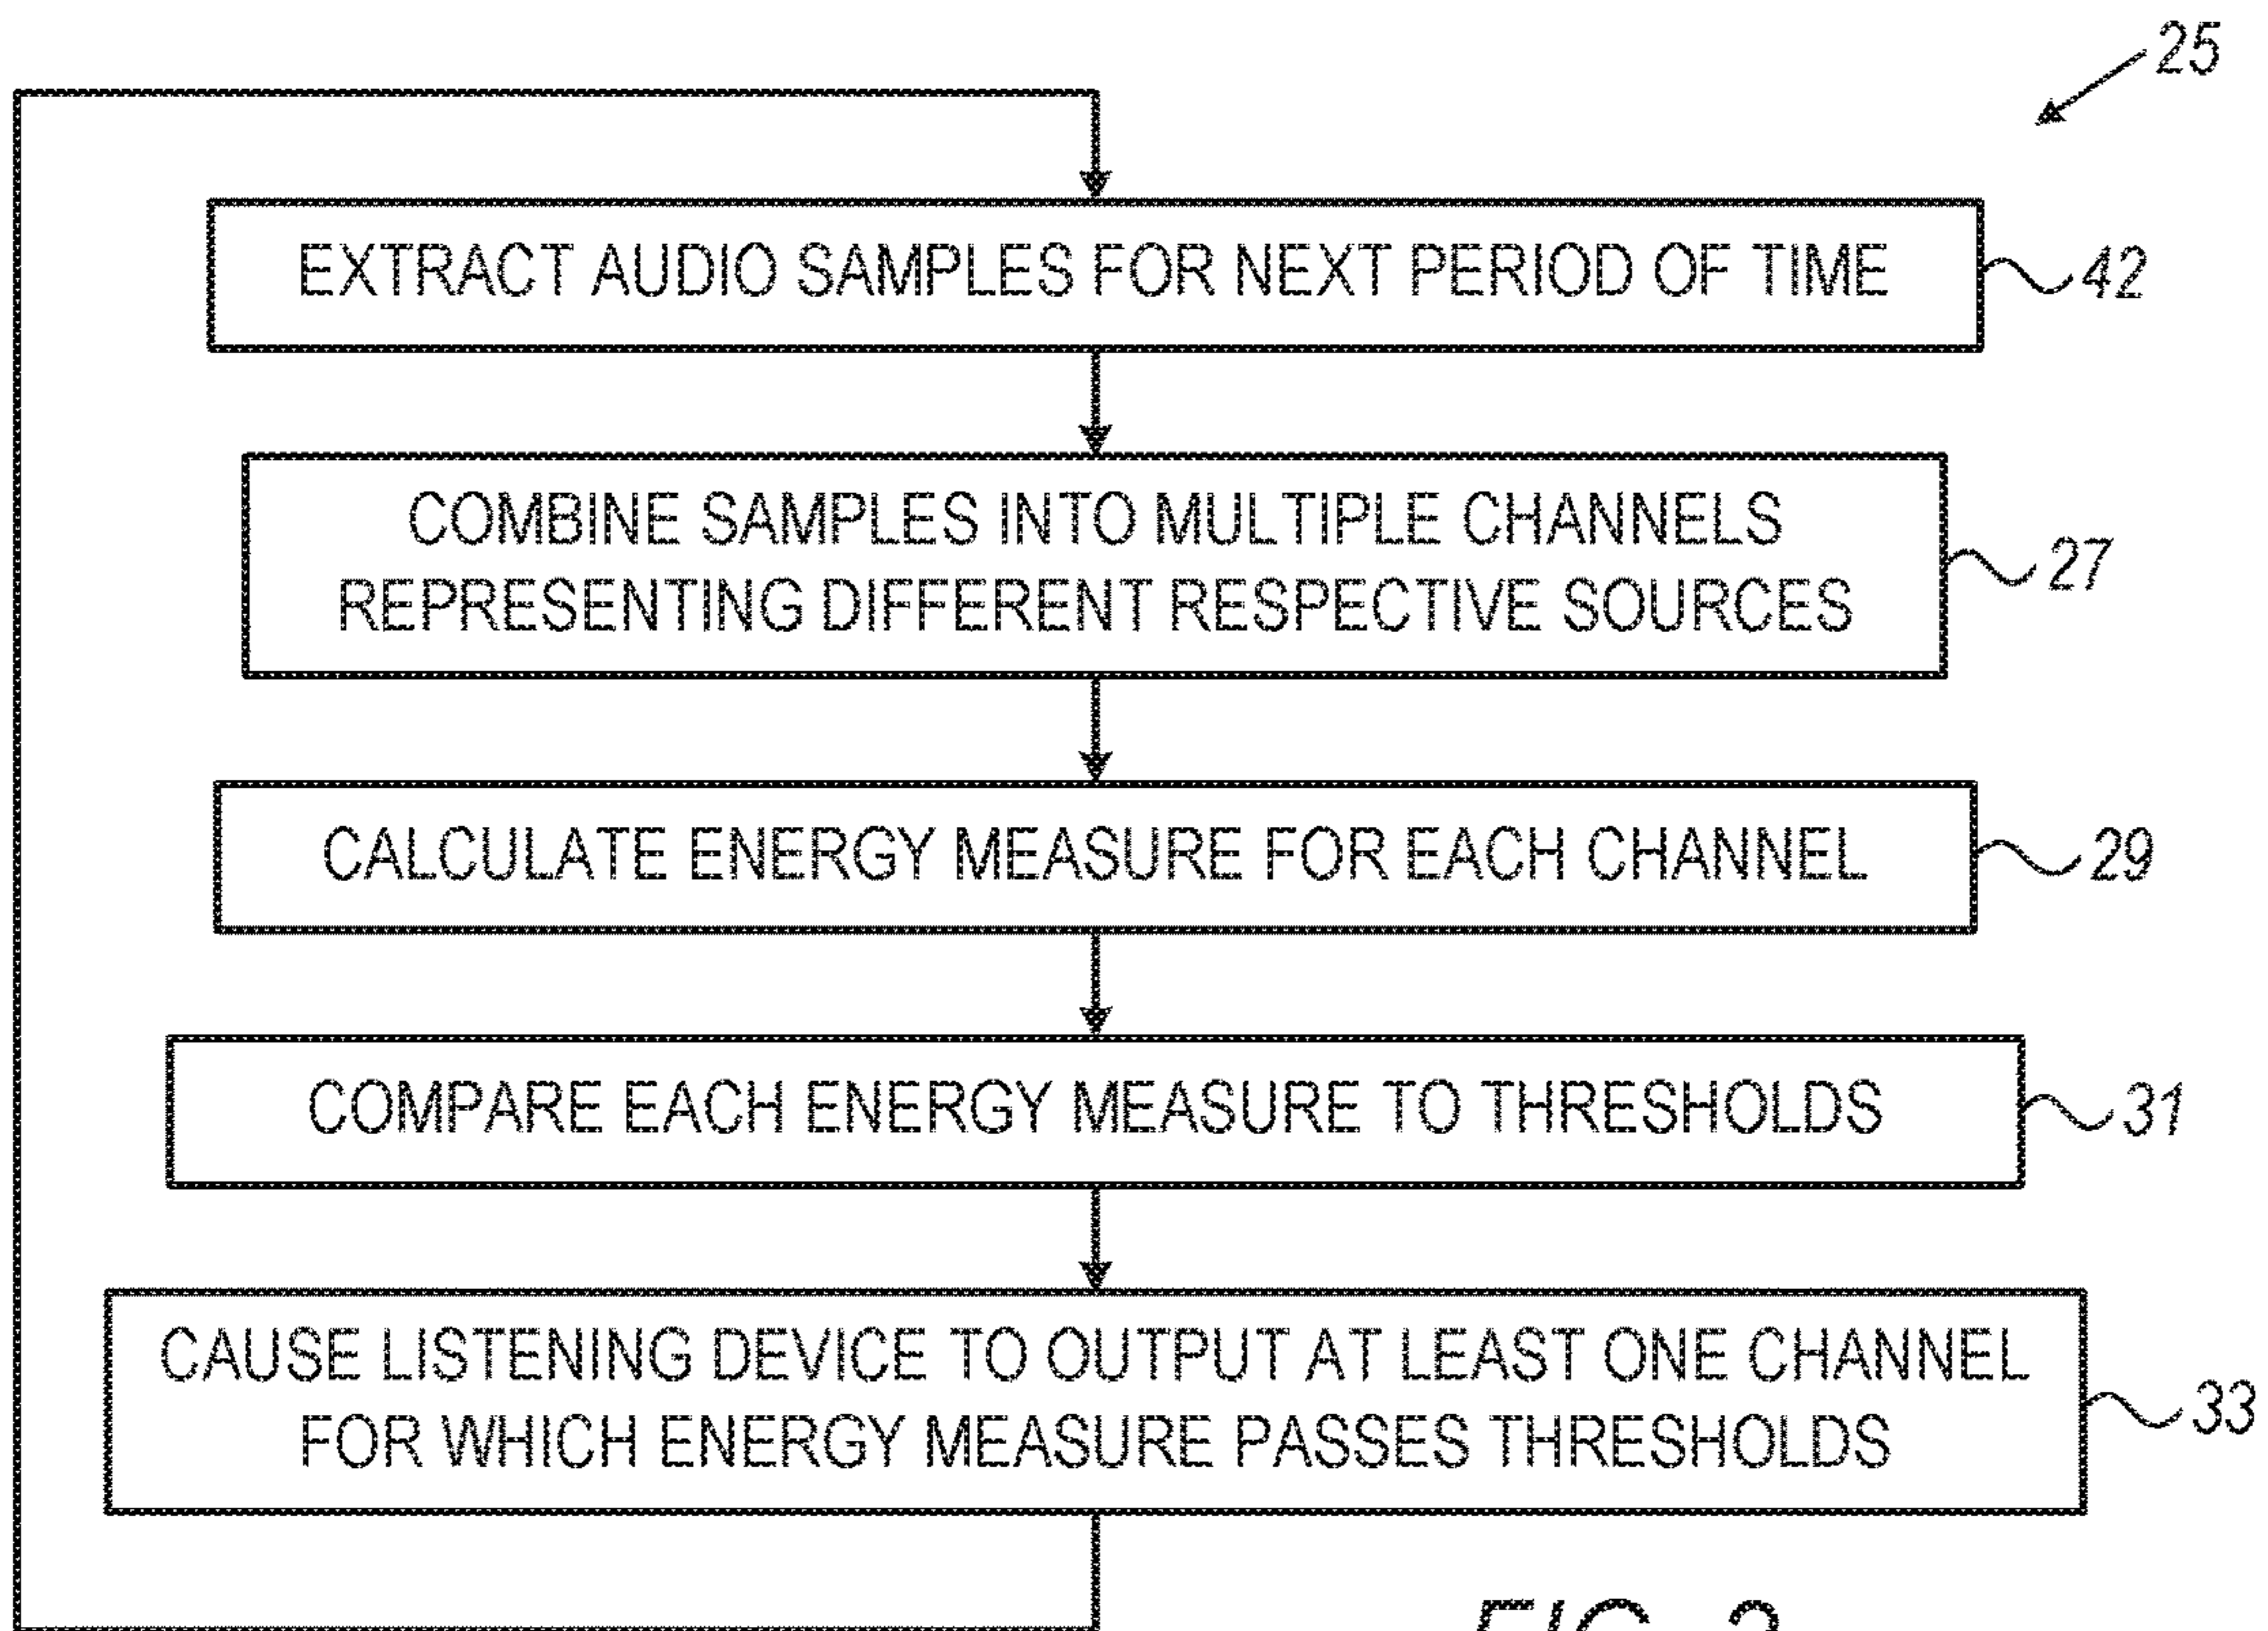 25
EXTRACT AUDIO SAMPLES FOR NEXT PERIOD OF TIME
42
COMBINE SAMPLES INTO MULTIPLE CHANNELS
REPRESENTING DIFFERENT RESPECTIVE SOURCES
27
CALCULATE ENERGY MEASURE FOR EACH CHANNEL
29
COMPARE EACH ENERGY MEASURE TO THRESHOLDS
31
CAUSE LISTENING DEVICE TO OUTPUT AT LEAST ONE CHANNEL
FOR WHICH ENERGY MEASURE PASSES THRESHOLDS
33
FIG.